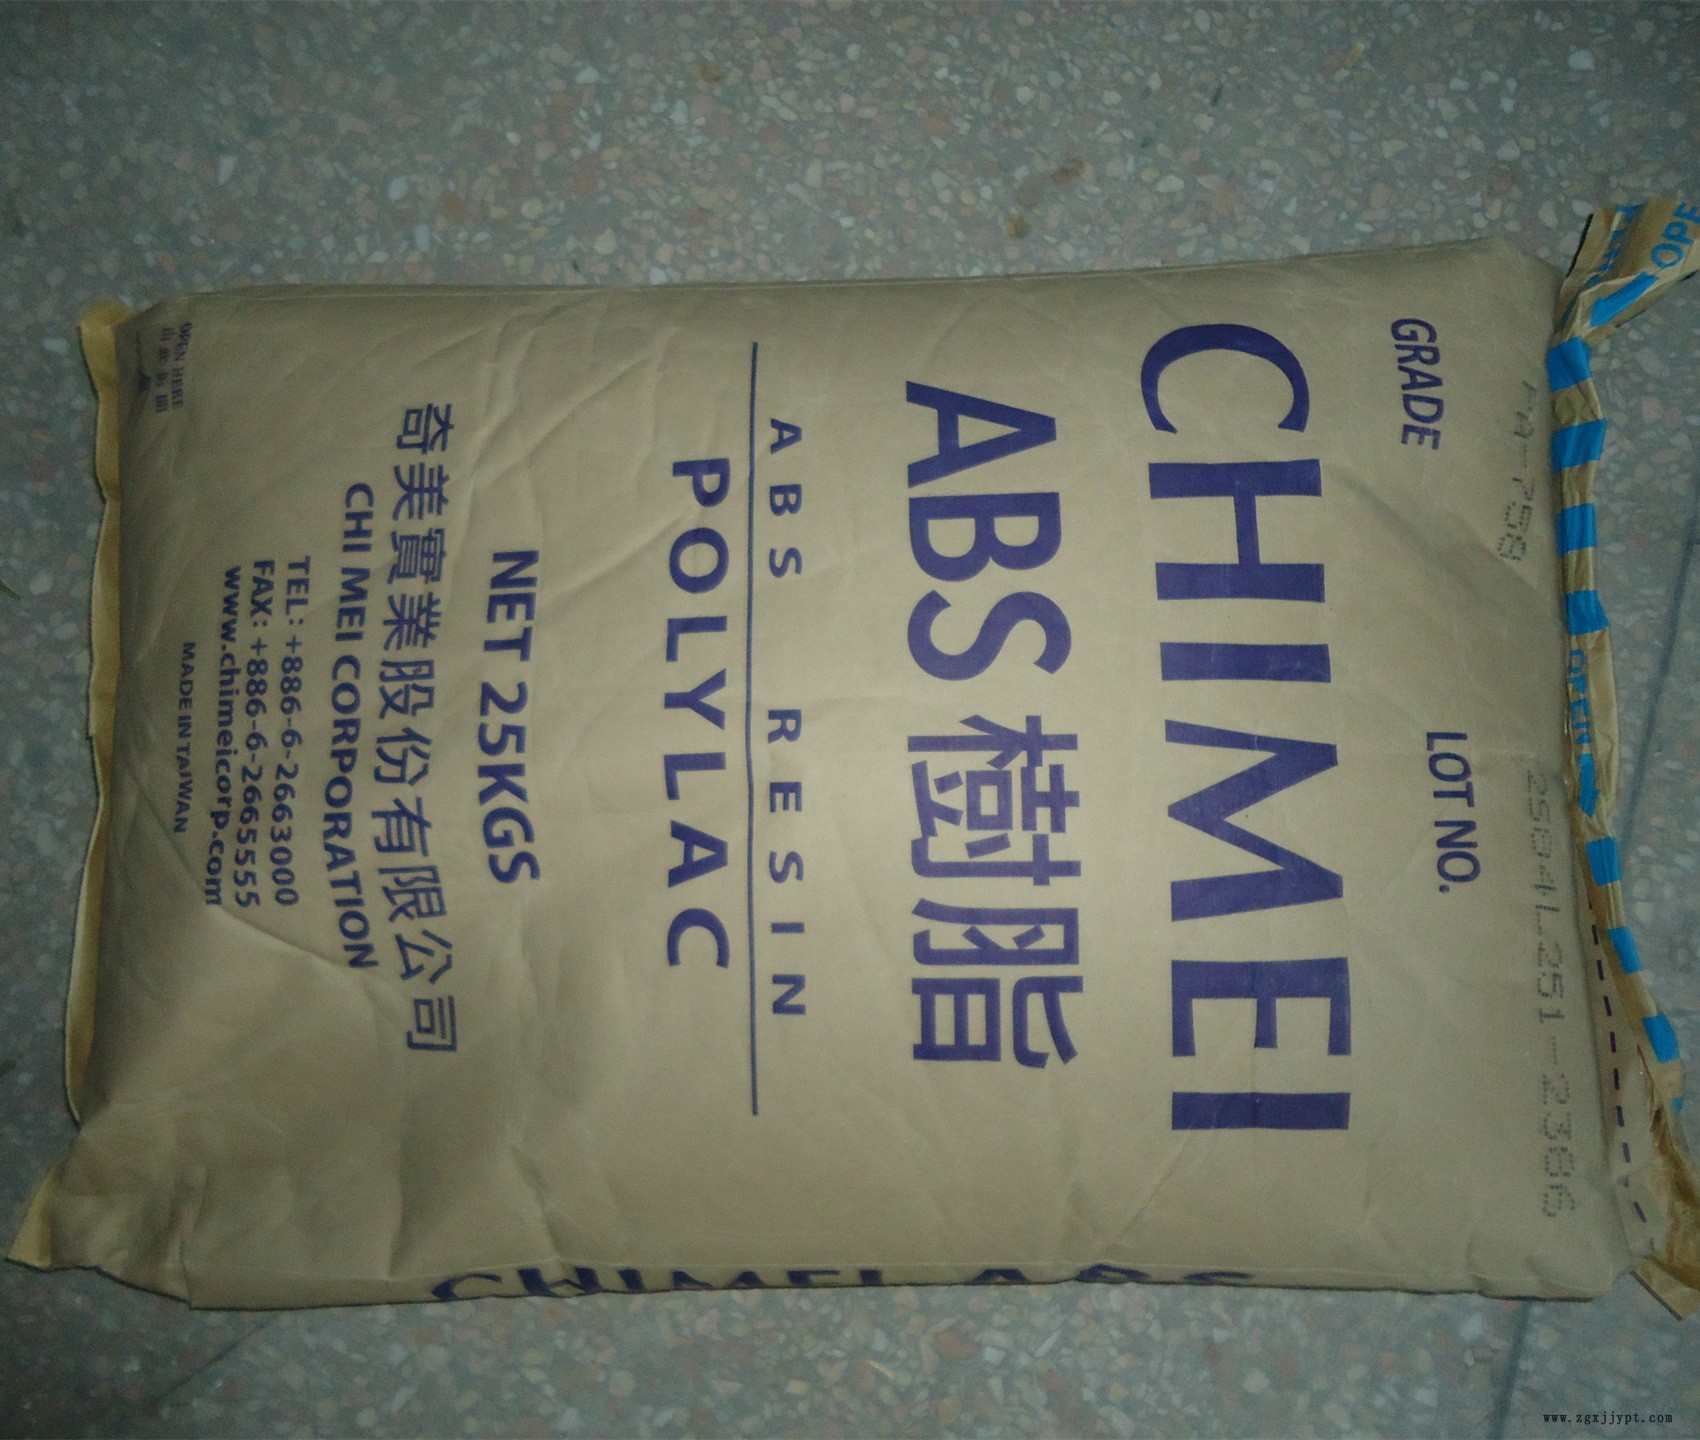 GRADE
PA-758
LOT NO.
CHIMEI
ABS 樹脂
ABS RESIN
POLYLAC
NET 25KGS
奇美實業股份有限公司
CHI MEI CORPORATION
TEL: +886-6-2663000
FAX: +886-6-2665555
www.chimeicorp.com
MADE IN TAIWAN
OPEN HERE
CHIMEI ABS
OPEN
www.zgxjjypt.com